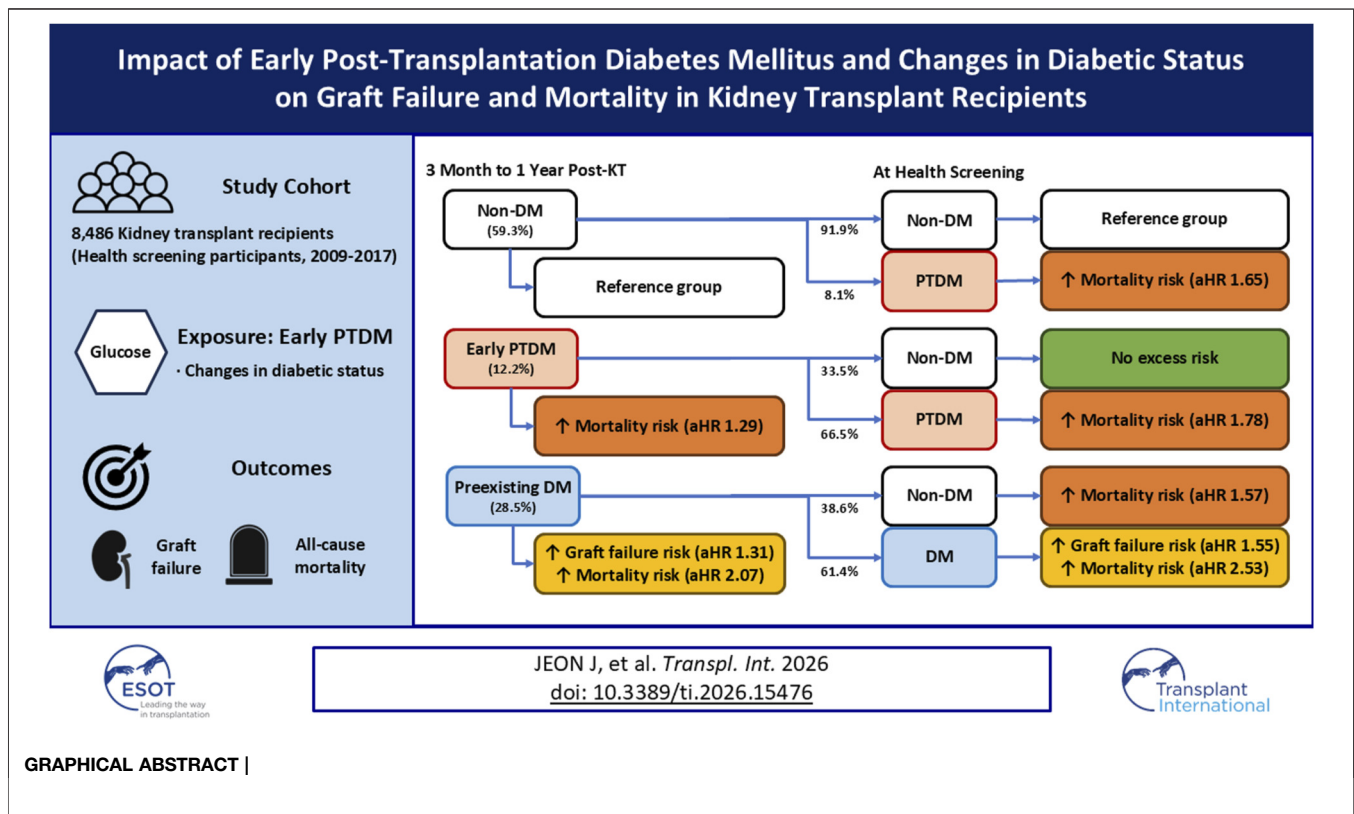 Impact of Early Post-Transplantation Diabetes Mellitus and Changes in Diabetic Status
on Graft Failure and Mortality in Kidney Transplant Recipients
Study Cohort
8,486 Kidney transplant recipients
(Health screening participants, 2009-2017)
Glucose
Exposure: Early PTDM
· Changes in diabetic status
Outcomes
Graft
failure
All-cause
mortality
3 Month to 1 Year Post-KT
At Health Screening
Non-DM
(59.3%)
91.9%
Non-DM
Reference group
Reference group
8.1%
PTDM
↑ Mortality risk (aHR 1.65)
Early PTDM
(12.2%)
33.5%
Non-DM
No excess risk
↑ Mortality risk (aHR 1.29)
66.5%
PTDM
↑ Mortality risk (aHR 1.78)
Preexisting DM
(28.5%)
38.6%
Non-DM
↑ Mortality risk (aHR 1.57)
↑ Graft failure risk (aHR 1.31)
↑ Mortality risk (aHR 2.07)
61.4%
DM
↑ Graft failure risk (aHR 1.55)
↑ Mortality risk (aHR 2.53)
ESOT
Leading the way
in transplantation
JEON J, et al. Transpl. Int. 2026
doi: 10.3389/ti.2026.15476
Transplant
International
GRAPHICAL ABSTRACT |